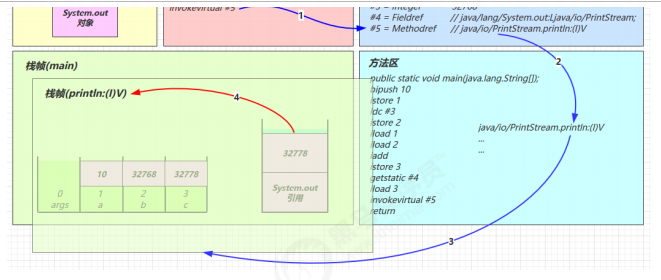 System.out
对象
invokevirtual #5
#3 = Integer 32768
#4 = Fieldref // java/lang/System.out:Ljava/io/PrintStream;
#5 = Methodref // java/io/PrintStream.println:(I)V
1
2
栈帧(main)
栈帧(println:(I)V)
4
32778
System.out
引用
10
32768
32778
0
1
2
3
args
a
b
c
方法区
public static void main(java.lang.String[]);
bipush 10
istore 1
ldc #3
istore 2
iload 1
iload 2
iadd
istore 3
getstatic #4
iload 3
invokevirtual #5
return
java/io/PrintStream.println:(I)V
...
...
3